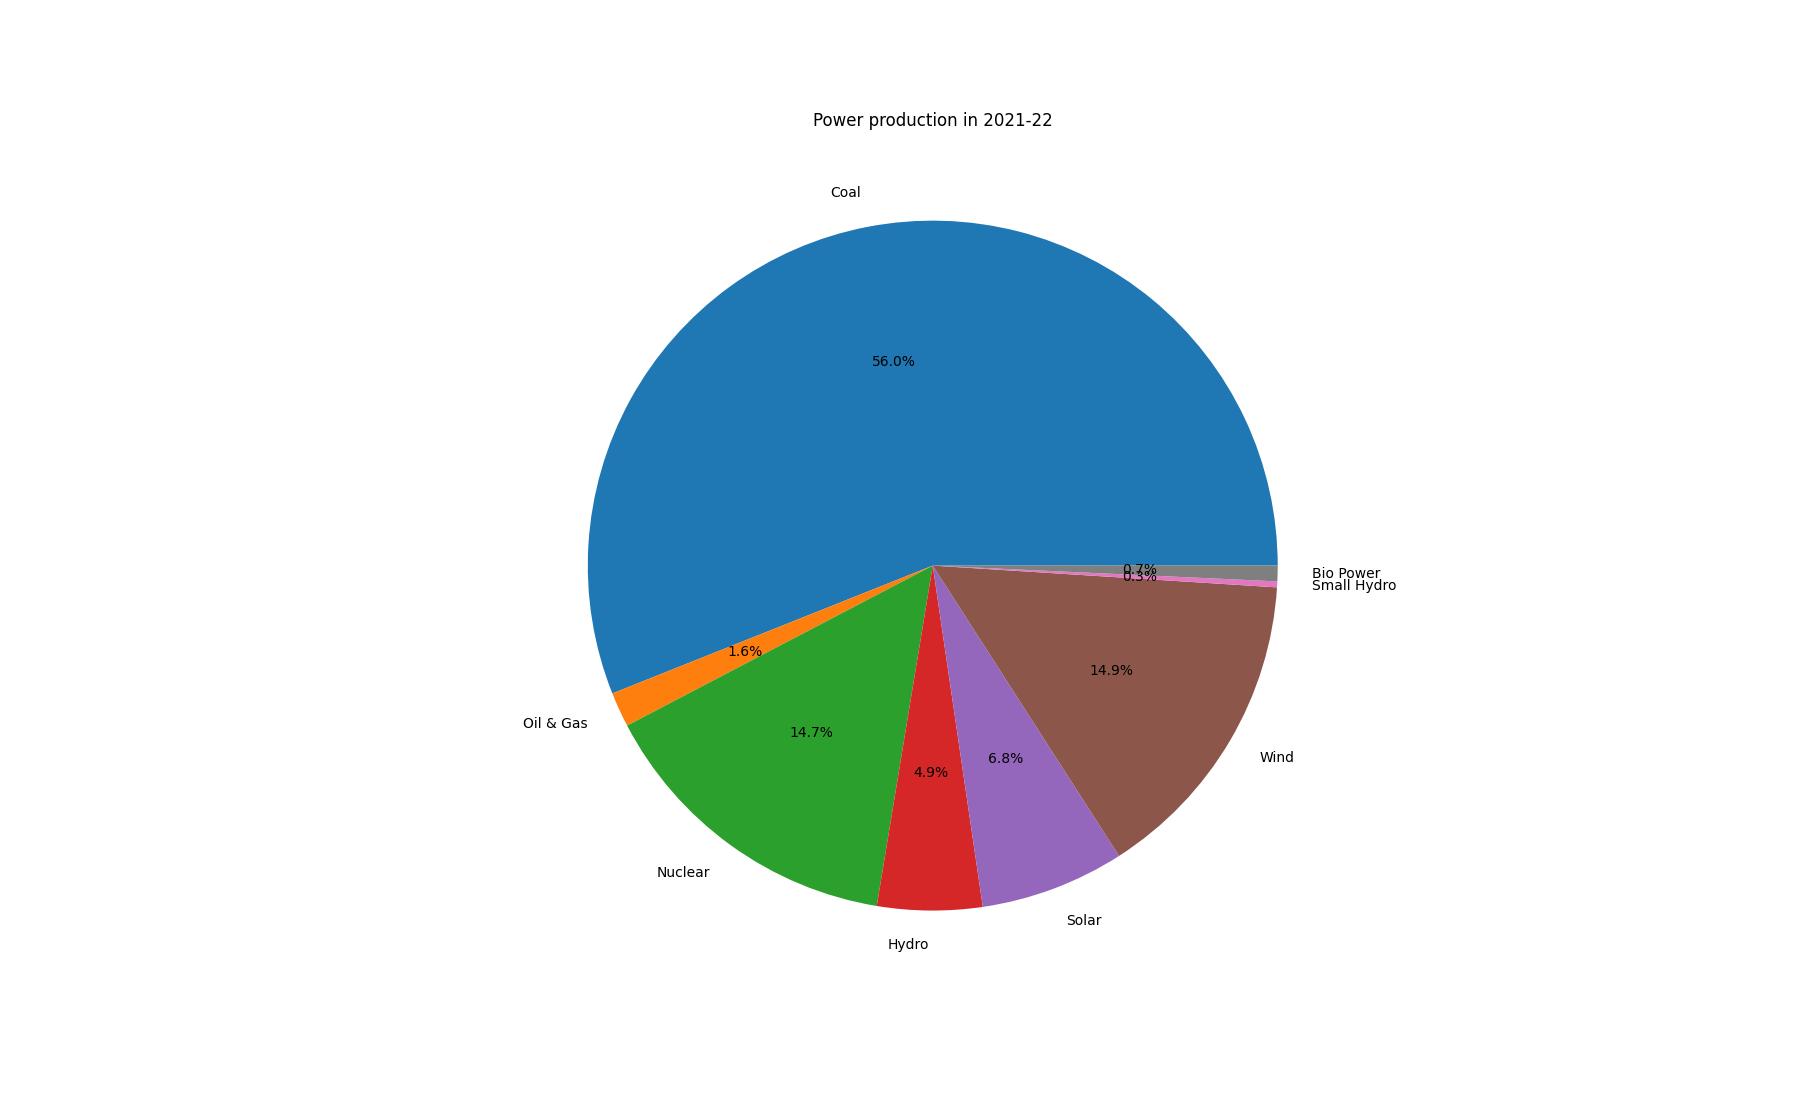 Power production in 2021-22
Coal
56.0%
0.7%
0.3%
Bio Power
Small Hydro
1.6%
14.9%
Oil & Gas
14.7%
6.8%
Wind
4.9%
Nuclear
Solar
Hydro